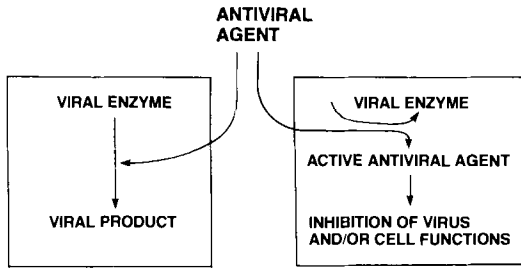 ANTIVIRAL
AGENT
VIRAL ENZYME
VIRAL PRODUCT
VIRAL ENZYME
ACTIVE ANTIVIRAL AGENT
INHIBITION OF VIRUS
AND/OR CELL FUNCTIONS